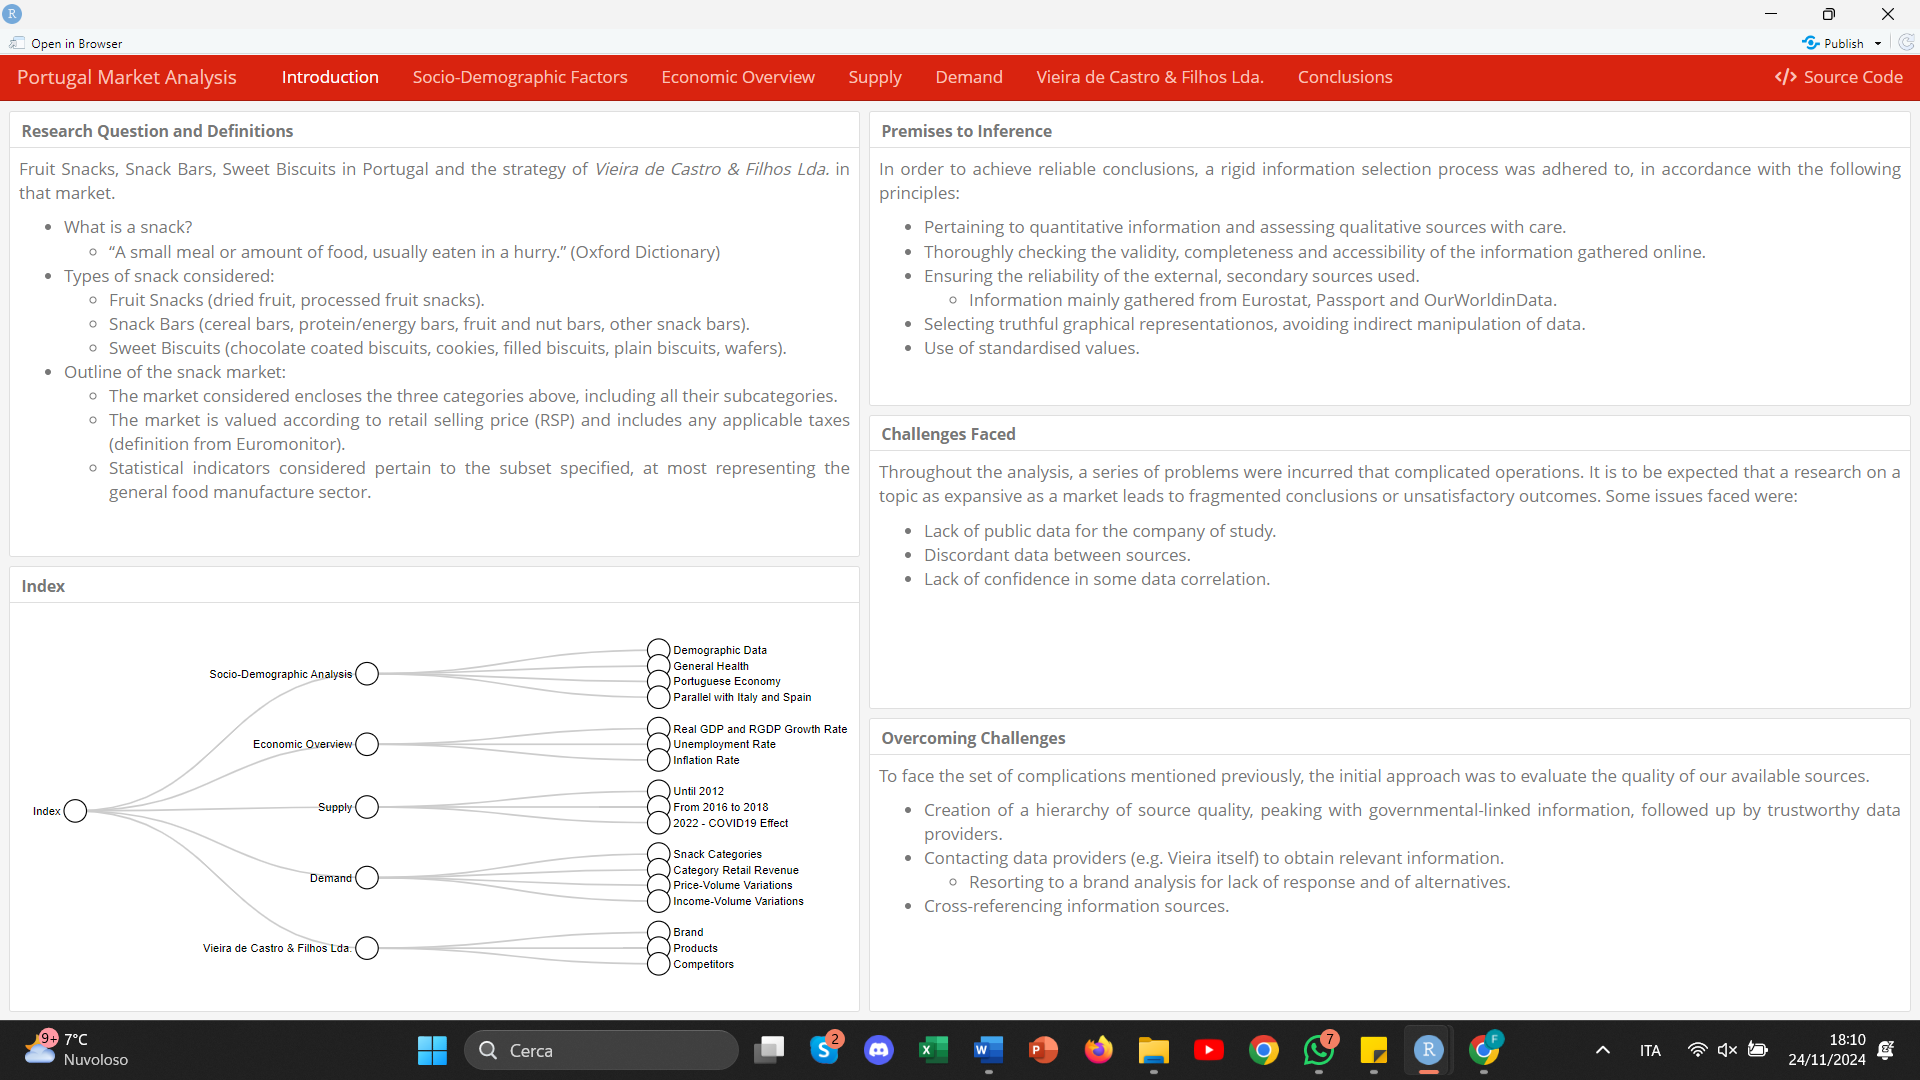 R
Open in Browser
Publish
Portugal Market Analysis
Introduction
Socio-Demographic Factors
Economic Overview
Supply
Demand
Vieira de Castro & Filhos Lda.
Conclusions
</> Source Code
Research Question and Definitions
Fruit Snacks, Snack Bars, Sweet Biscuits in Portugal and the strategy of Vieira de Castro & Filhos Lda. in
that market.
• What is a snack?
◦ “A small meal or amount of food, usually eaten in a hurry.” (Oxford Dictionary)
• Types of snack considered:
◦ Fruit Snacks (dried fruit, processed fruit snacks).
◦ Snack Bars (cereal bars, protein/energy bars, fruit and nut bars, other snack bars).
◦ Sweet Biscuits (chocolate coated biscuits, cookies, filled biscuits, plain biscuits, wafers).
• Outline of the snack market:
◦ The market considered encloses the three categories above, including all their subcategories.
◦ The market is valued according to retail selling price (RSP) and includes any applicable taxes
(definition from Euromonitor).
◦ Statistical indicators considered pertain to the subset specified, at most representing the
general food manufacture sector.
Index
Index
Socio-Demographic Analysis
Demographic Data
General Health
Portuguese Economy
Parallel with Italy and Spain
Economic Overview
Real GDP and RGDP Growth Rate
Unemployment Rate
Inflation Rate
Supply
Until 2012
From 2016 to 2018
2022 - COVID19 Effect
Demand
Snack Categories
Category Retail Revenue
Price-Volume Variations
Income-Volume Variations
Vieira de Castro & Filhos Lda.
Brand
Products
Competitors
Premises to Inference
In order to achieve reliable conclusions, a rigid information selection process was adhered to, in accordance with the following
principles:
• Pertaining to quantitative information and assessing qualitative sources with care.
• Thoroughly checking the validity, completeness and accessibility of the information gathered online.
• Ensuring the reliability of the external, secondary sources used.
◦ Information mainly gathered from Eurostat, Passport and OurWorldinData.
• Selecting truthful graphical representationos, avoiding indirect manipulation of data.
• Use of standardised values.
Challenges Faced
Throughout the analysis, a series of problems were incurred that complicated operations. It is to be expected that a research on a
topic as expansive as a market leads to fragmented conclusions or unsatisfactory outcomes. Some issues faced were:
• Lack of public data for the company of study.
• Discordant data between sources.
• Lack of confidence in some data correlation.
Overcoming Challenges
To face the set of complications mentioned previously, the initial approach was to evaluate the quality of our available sources.
• Creation of a hierarchy of source quality, peaking with governmental-linked information, followed up by trustworthy data
providers.
• Contacting data providers (e.g. Vieira itself) to obtain relevant information.
◦ Resorting to a brand analysis for lack of response and of alternatives.
• Cross-referencing information sources.
9+
7°C
Nuvoloso
Cerca
S
2
X
W
P
7
R
F
ITA
18:10
24/11/2024